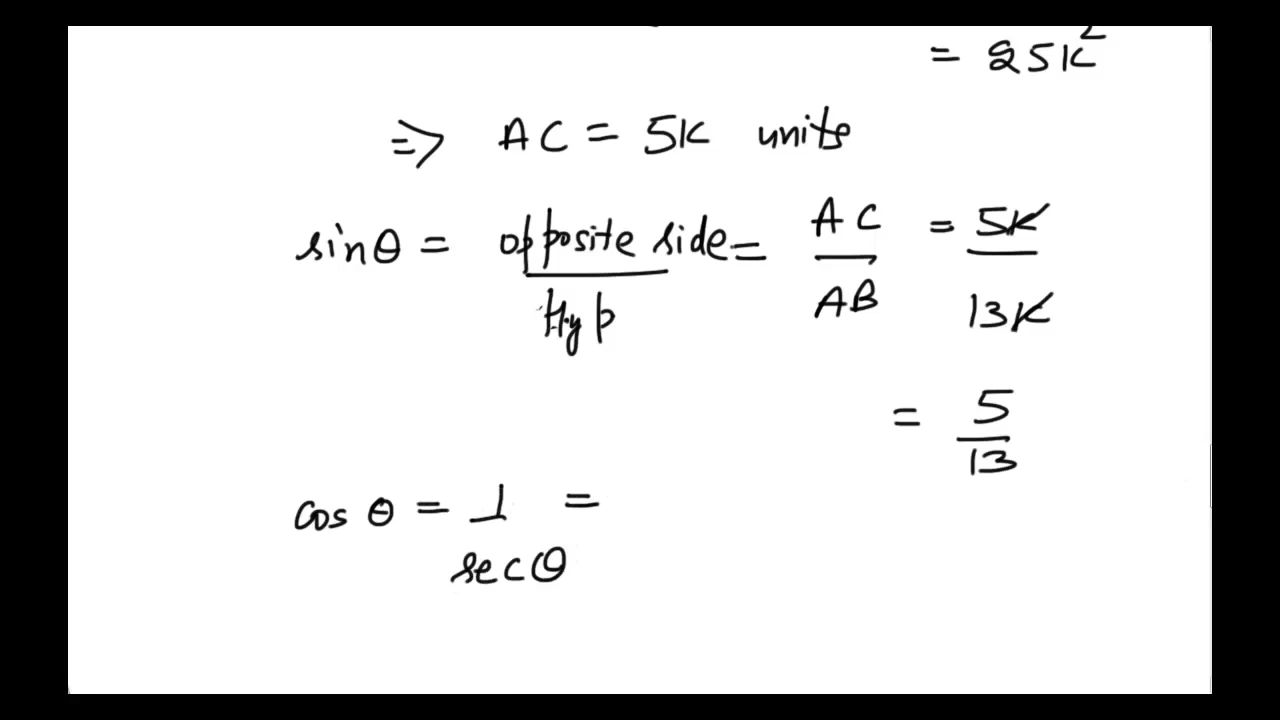 = 25K²
=> AC = 5K units
sinθ = opposite side/Hyp = AC/AB = 5K/13K
= 5/13
cos θ = 1/secθ =